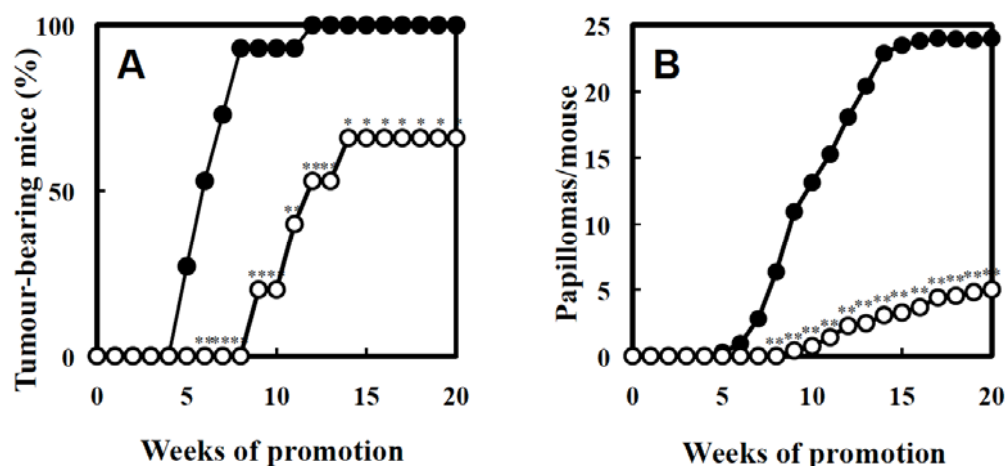 100
A
Tumour-bearing mice (%)
50
0
* * * * * * *
** **
**
** **
** ** **
0 5 10 15 20
Weeks of promotion
25
B
20
Papillomas/mouse
15
10
5
0
** ** ** ** ** ** ** ** ** ** ** ** **
0 5 10 15 20
Weeks of promotion